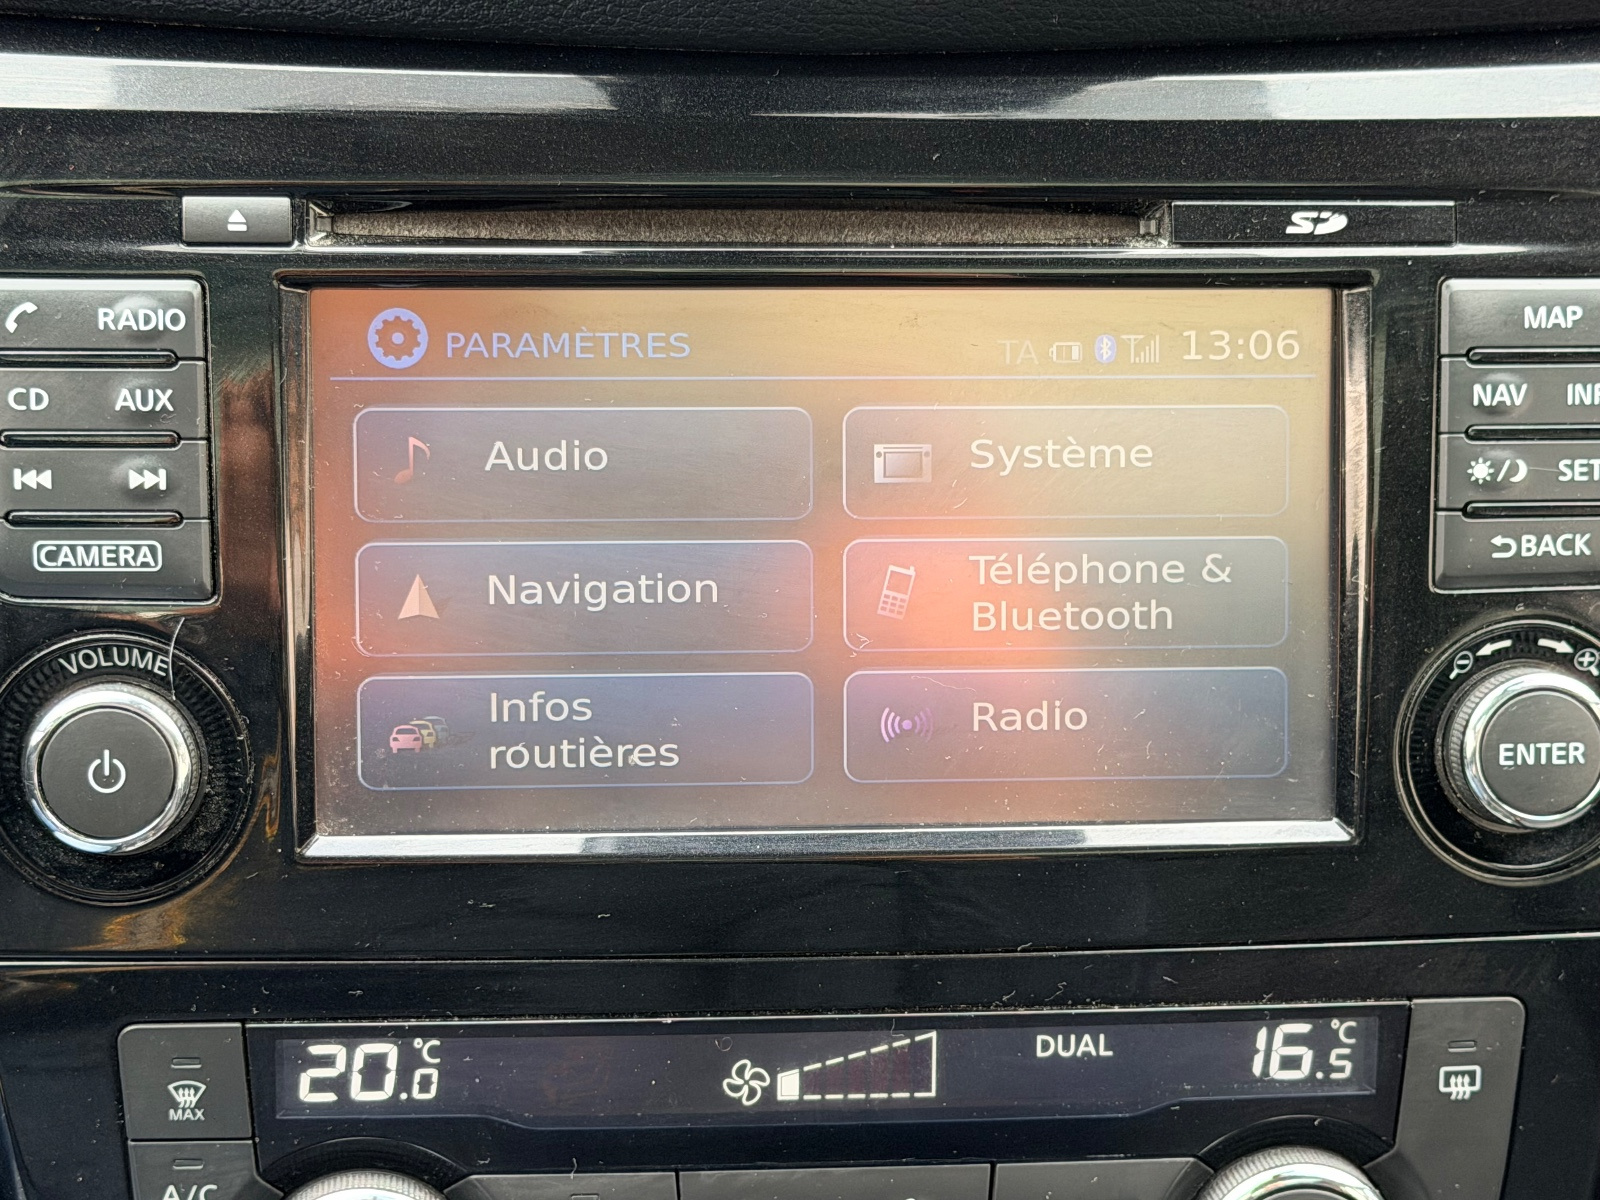 SD
RADIO
CD AUX
CAMERA
VOLUME
PARAMÈTRES TA 13:06
Audio
Système
Navigation
Téléphone &
Bluetooth
Infos
routières
Radio
MAP
NAV
BACK
ENTER
20.0 °C
DUAL
16.5 °C
MAX
A/C